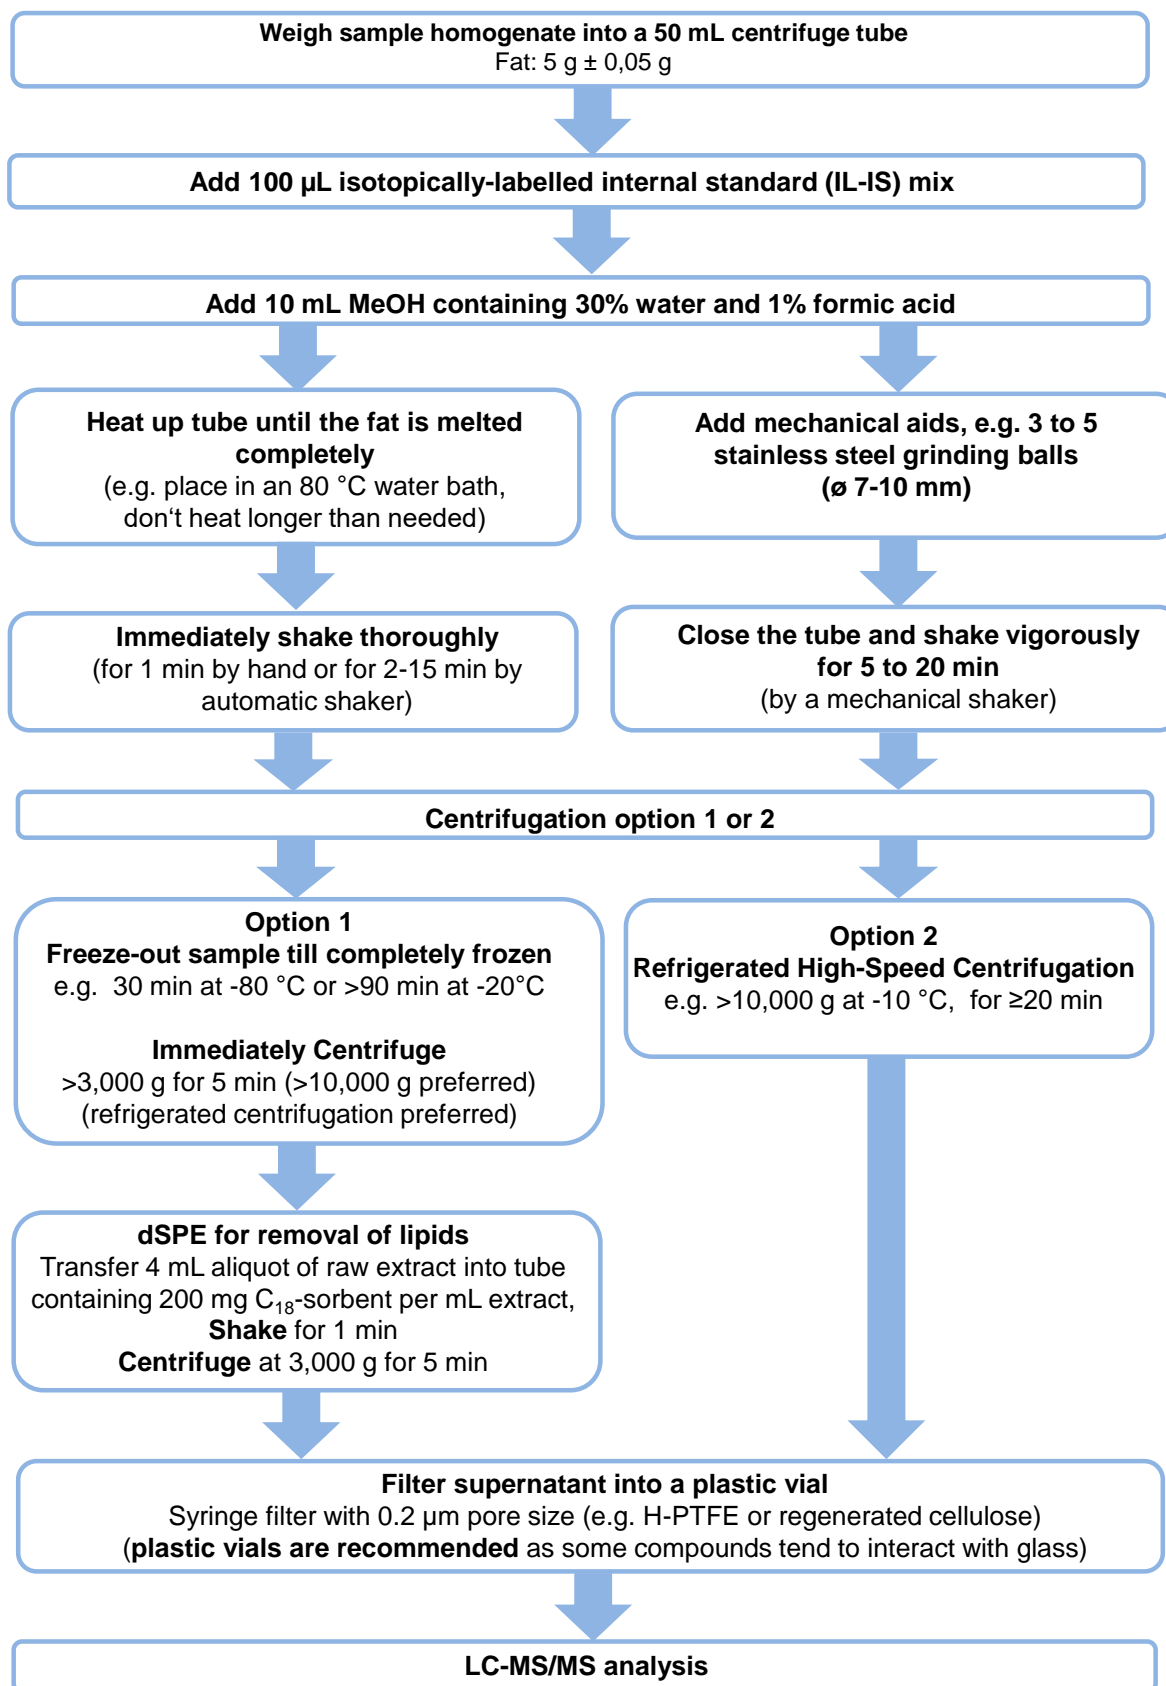 Weigh sample homogenate into a 50 mL centrifuge tube
Fat: 5 g ± 0,05 g
Add 100 µL isotopically-labelled internal standard (IL-IS) mix
Add 10 mL MeOH containing 30% water and 1% formic acid
Heat up tube until the fat is melted
completely
(e.g. place in an 80 °C water bath,
don‘t heat longer than needed)
Add mechanical aids, e.g. 3 to 5
stainless steel grinding balls
(ø 7-10 mm)
Immediately shake thoroughly
(for 1 min by hand or for 2-15 min by
automatic shaker)
Close the tube and shake vigorously
for 5 to 20 min
(by a mechanical shaker)
Centrifugation option 1 or 2
Option 1
Freeze-out sample till completely frozen
e.g. 30 min at -80 °C or >90 min at -20°C
Immediately Centrifuge
>3,000 g for 5 min (>10,000 g preferred)
(refrigerated centrifugation preferred)
Option 2
Refrigerated High-Speed Centrifugation
e.g. >10,000 g at -10 °C, for ≥20 min
dSPE for removal of lipids
Transfer 4 mL aliquot of raw extract into tube
containing 200 mg C₁₈-sorbent per mL extract,
Shake for 1 min
Centrifuge at 3,000 g for 5 min
Filter supernatant into a plastic vial
Syringe filter with 0.2 µm pore size (e.g. H-PTFE or regenerated cellulose)
(plastic vials are recommended as some compounds tend to interact with glass)
LC-MS/MS analysis